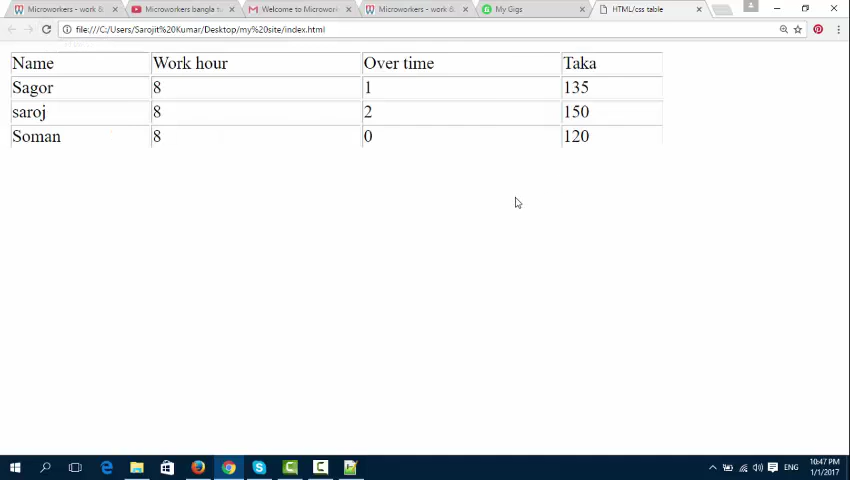 Microworkers - work &
Microworkers bangla
Welcome to Microwork
Microworkers - work &
My Gigs
HTML/css table
file:///C:/Users/Sarojit%20Kumar/Desktop/my%20site/index.html
Name Work hour Over time Taka
Sagor 8 1 135
saroj 8 2 150
Soman 8 0 120
ENG
10:47 PM
1/1/2017